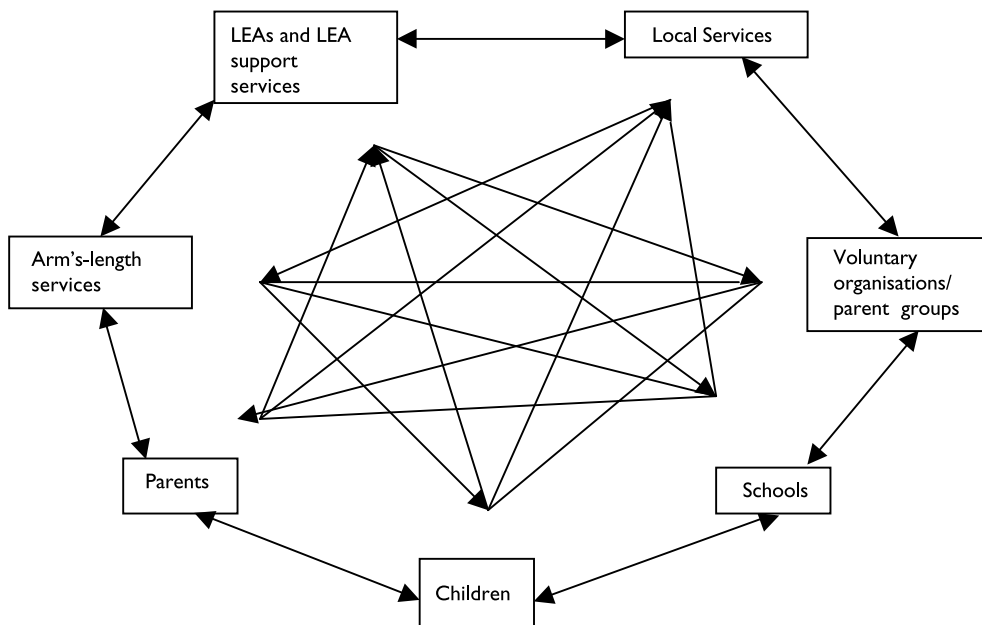 LEAs and LEA
support
services
Local Services
Arm's-length
services
Voluntary
organisations/
parent groups
Parents
Schools
Children